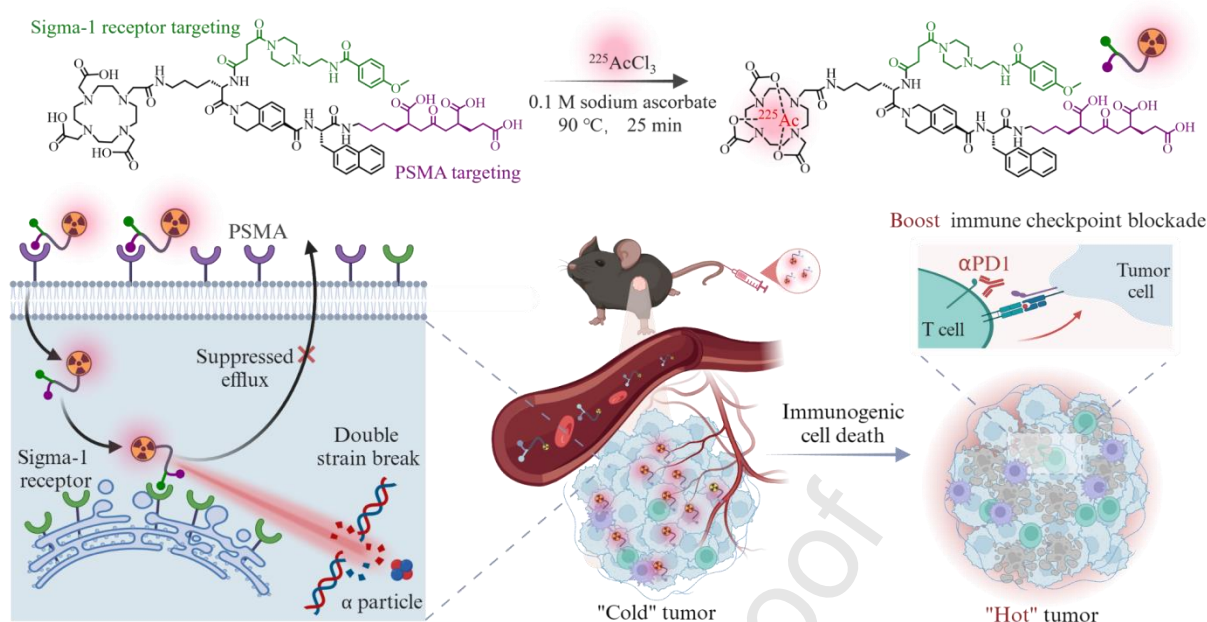 Sigma-1 receptor targeting
PSMA targeting
²²⁵AcCl₃
0.1 M sodium ascorbate
90 ℃, 25 min
²²⁵Ac
PSMA
Suppressed
efflux
Sigma-1
receptor
Double
strain break
α particle
"Cold" tumor
Immunogenic
cell death
Boost immune checkpoint blockade
αPD1
T cell
Tumor
cell
"Hot" tumor
oof